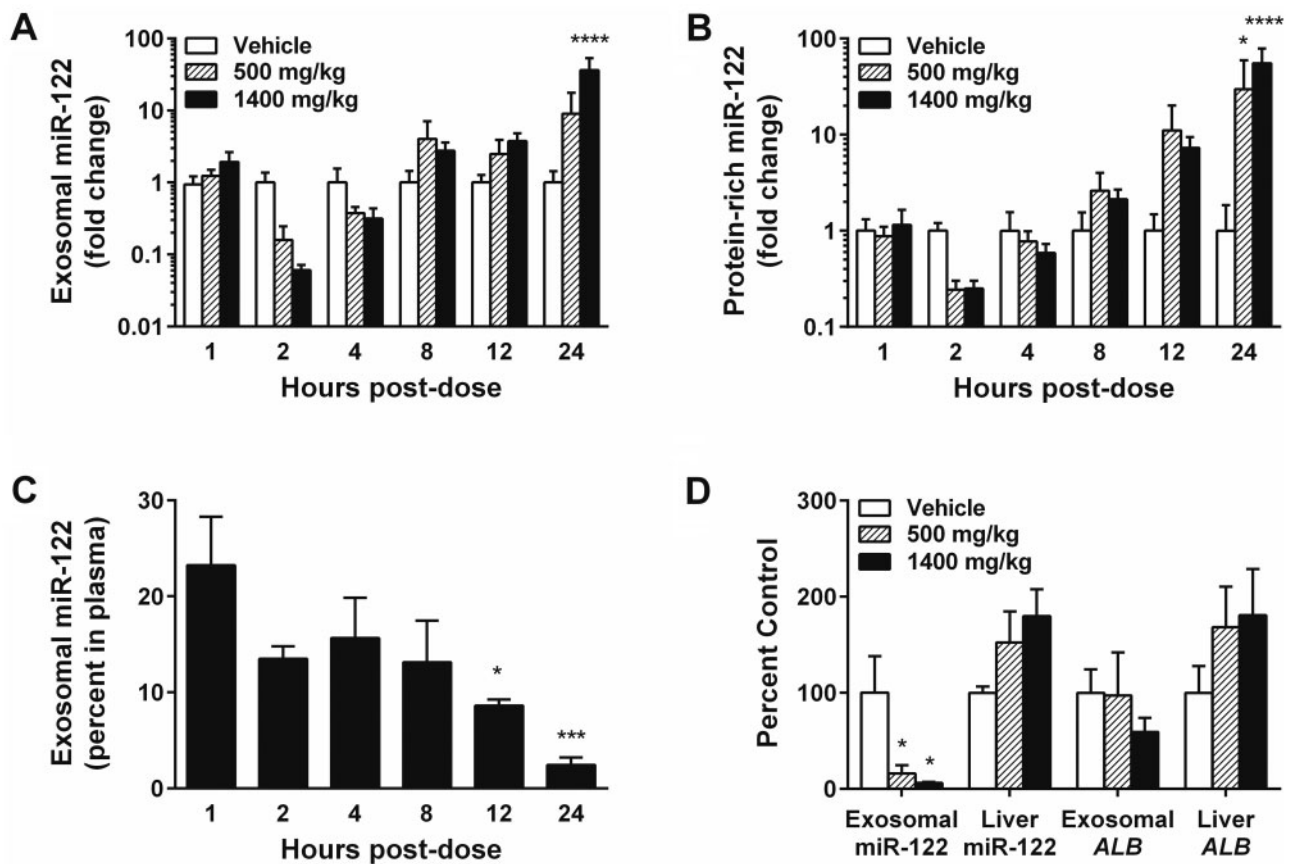 A
Exosomal miR-122
(fold change)
100
10
1
0.1
0.01
Vehicle
500 mg/kg
1400 mg/kg
****
1 2 4 8 12 24
Hours post-dose
B
Protein-rich miR-122
(fold change)
100
10
1
0.1
Vehicle
500 mg/kg
1400 mg/kg
****
*
1 2 4 8 12 24
Hours post-dose
C
Exosomal miR-122
(percent in plasma)
30
20
10
0
*
***
1 2 4 8 12 24
Hours post-dose
D
Percent Control
300
200
100
0
Vehicle
500 mg/kg
1400 mg/kg
* *
Exosomal Liver Exosomal Liver
miR-122 miR-122 ALB ALB